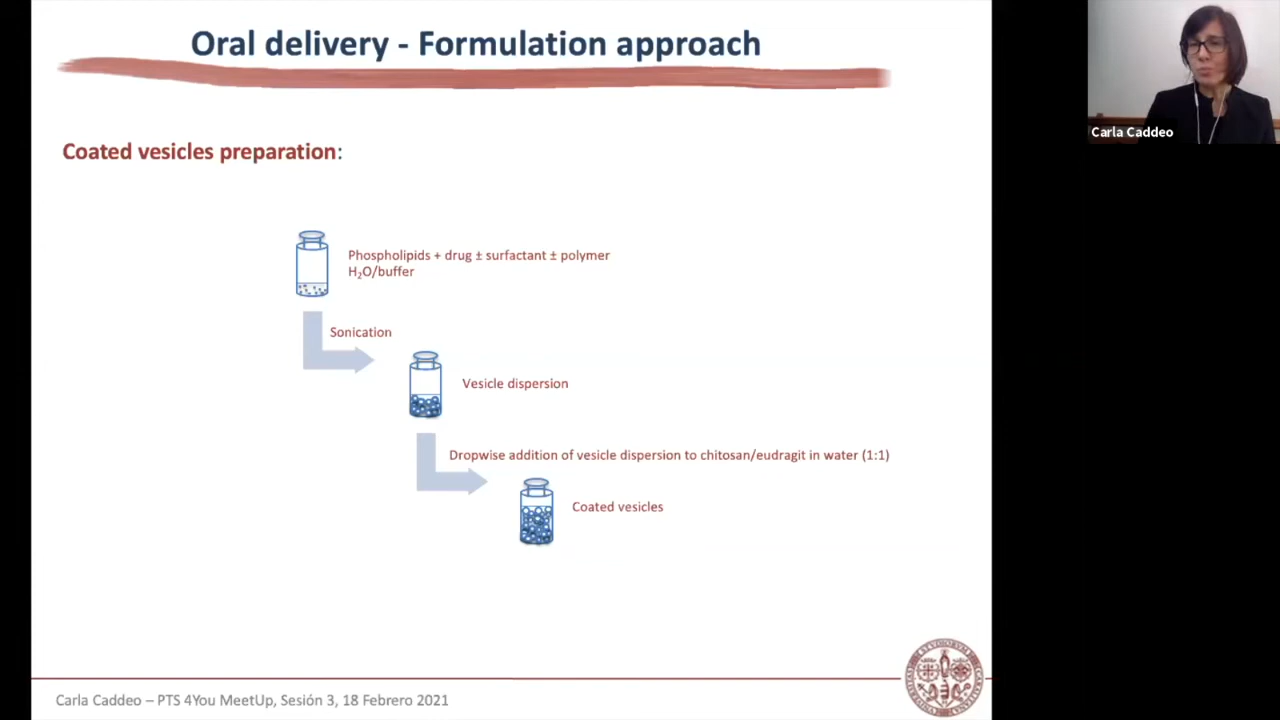 Oral delivery - Formulation approach
Carla Caddeo
Coated vesicles preparation:
Phospholipids + drug ± surfactant ± polymer
H₂O/buffer
Sonication
Vesicle dispersion
Dropwise addition of vesicle dispersion to chitosan/eudragit in water (1:1)
Coated vesicles
Carla Caddeo – PTS 4You MeetUp, Sesión 3, 18 Febrero 2021